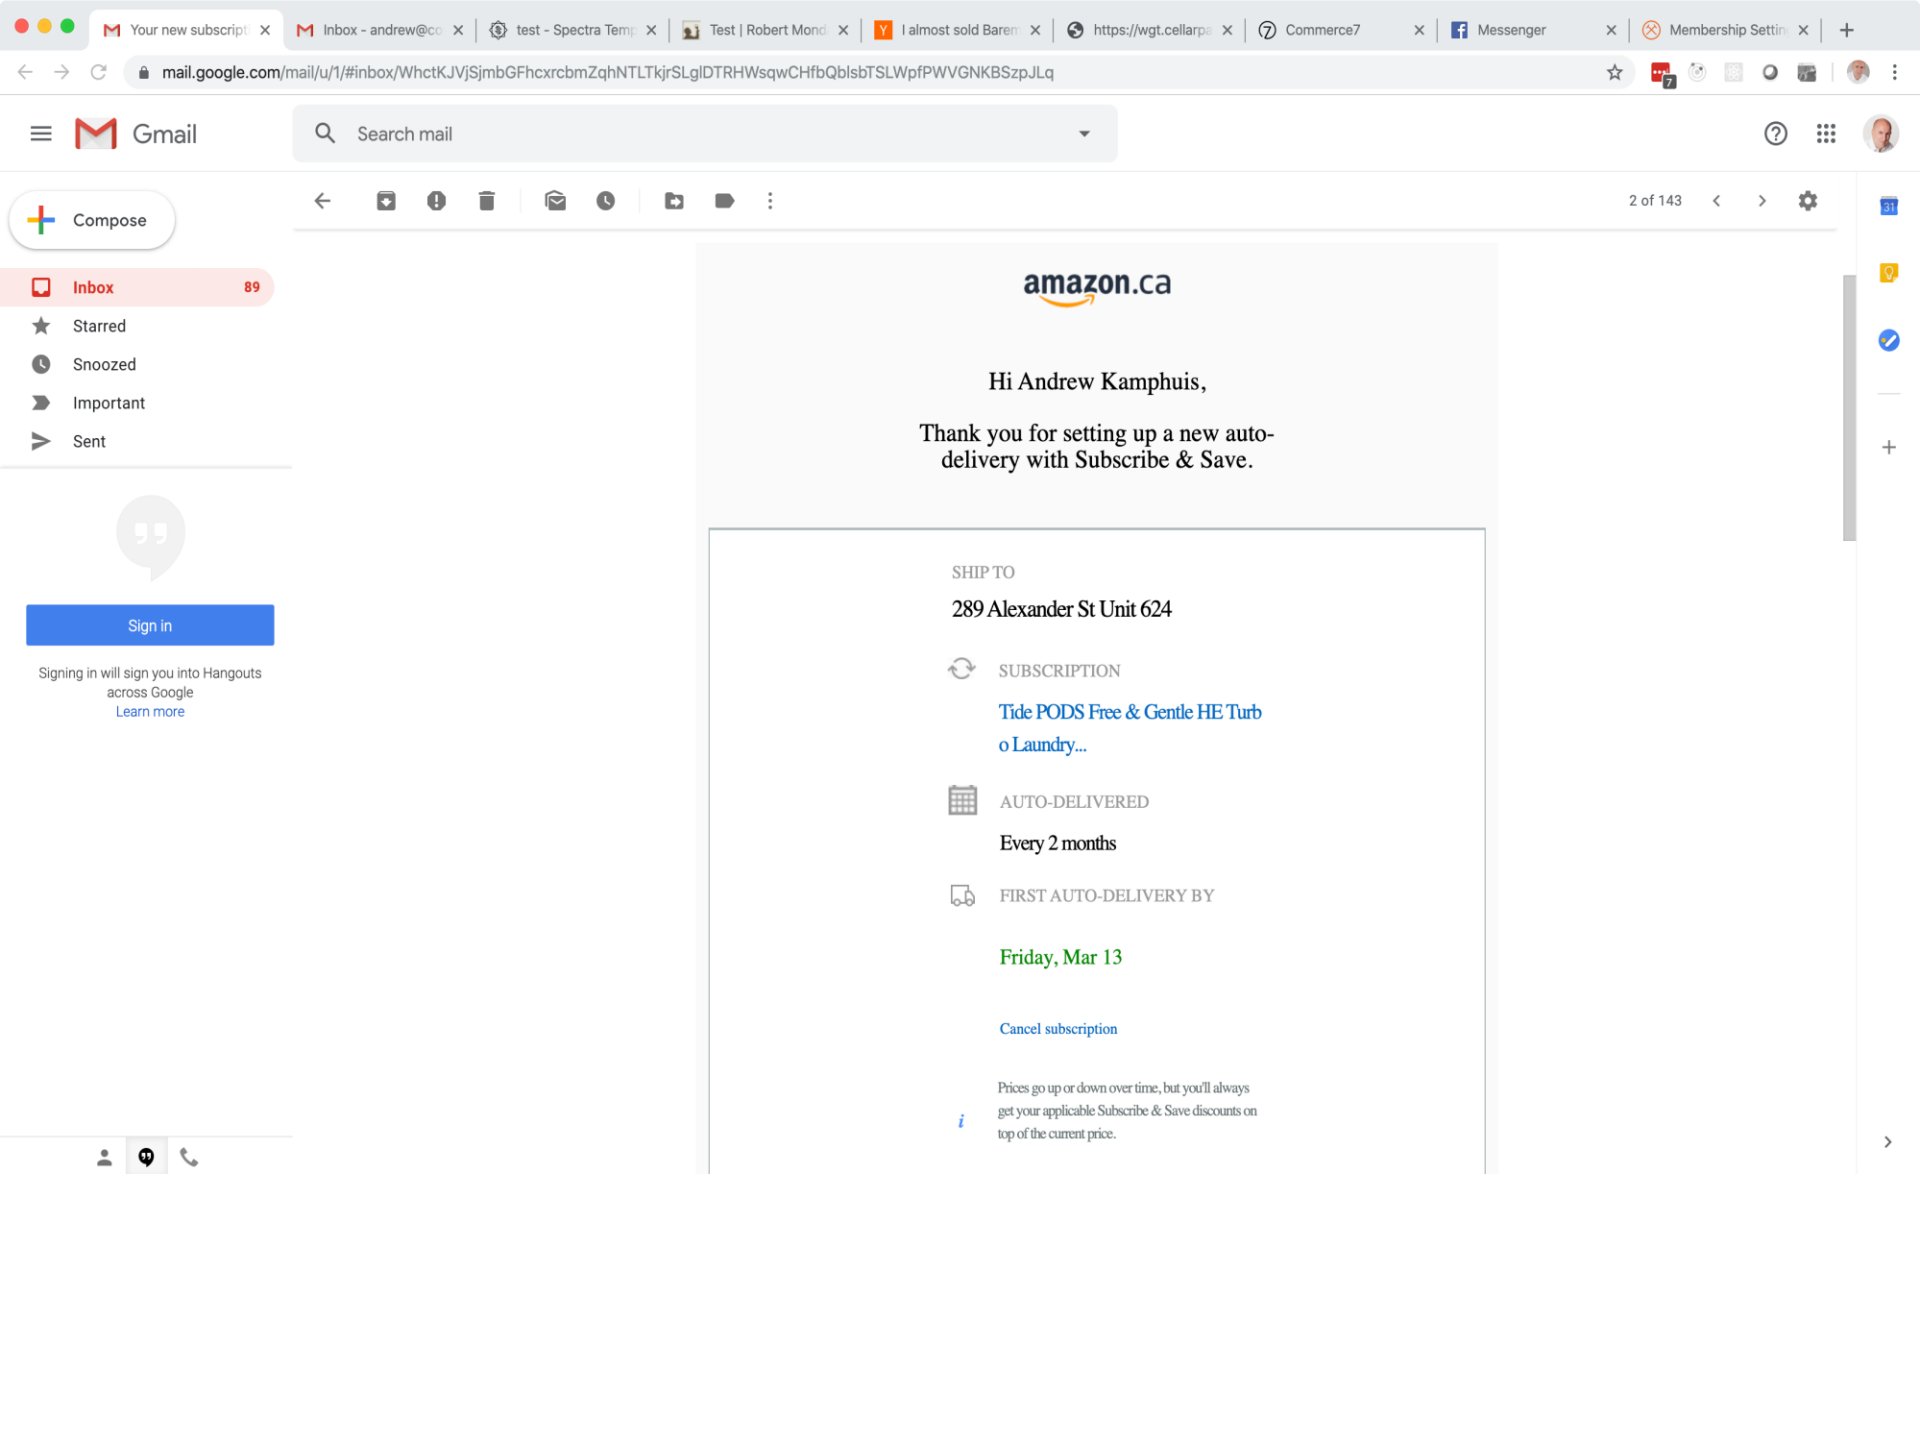 Your new subscript
Inbox - andrew@co
test - Spectra Temp
Test | Robert Mond
I almost sold Barem
https://wgt.cellarpa
Commerce7
Messenger
Membership Settin
mail.google.com/mail/u/1/#inbox/WhctKJVjSjmbGFhcxrcbmZqhNTLTkjrSLglDTRHWsqwCHfbQblsbTSLWpfPWVGNKBSzpJLq
7
Gmail
Search mail
Compose
2 of 143
31
Inbox 89
Starred
Snoozed
Important
Sent
Sign in
Signing in will sign you into Hangouts
across Google
Learn more
amazon.ca
Hi Andrew Kamphuis,
Thank you for setting up a new auto-
delivery with Subscribe & Save.
SHIP TO
289 Alexander St Unit 624
SUBSCRIPTION
Tide PODS Free & Gentle HE Turb
o Laundry...
AUTO-DELIVERED
Every 2 months
FIRST AUTO-DELIVERY BY
Friday, Mar 13
Cancel subscription
Prices go up or down over time, but you'll always
get your applicable Subscribe & Save discounts on
top of the current price.